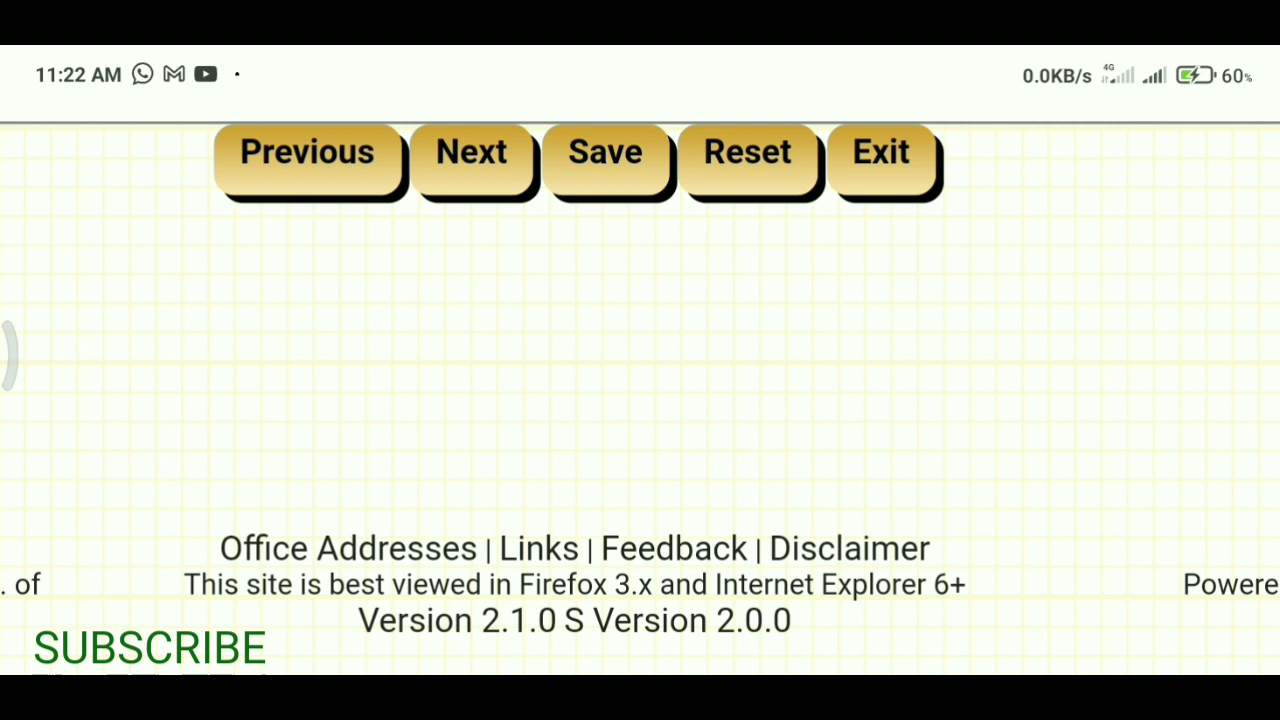 11:22 AM
0.0KB/s 4G 60%
Previous Next Save Reset Exit
Office Addresses | Links | Feedback | Disclaimer
. of This site is best viewed in Firefox 3.x and Internet Explorer 6+ Powere
Version 2.1.0 S Version 2.0.0
SUBSCRIBE